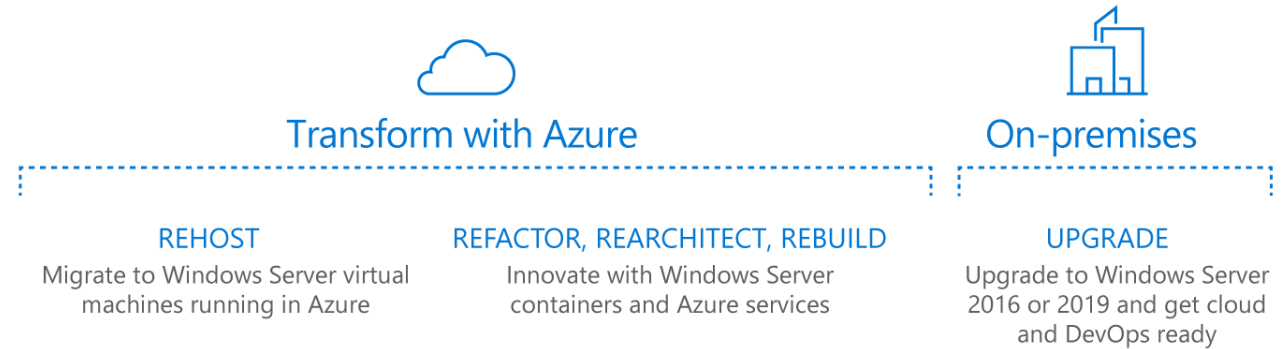 Transform with Azure
On-premises
REHOST
Migrate to Windows Server virtual
machines running in Azure
REFACTOR, REARCHITECT, REBUILD
Innovate with Windows Server
containers and Azure services
UPGRADE
Upgrade to Windows Server
2016 or 2019 and get cloud
and DevOps ready